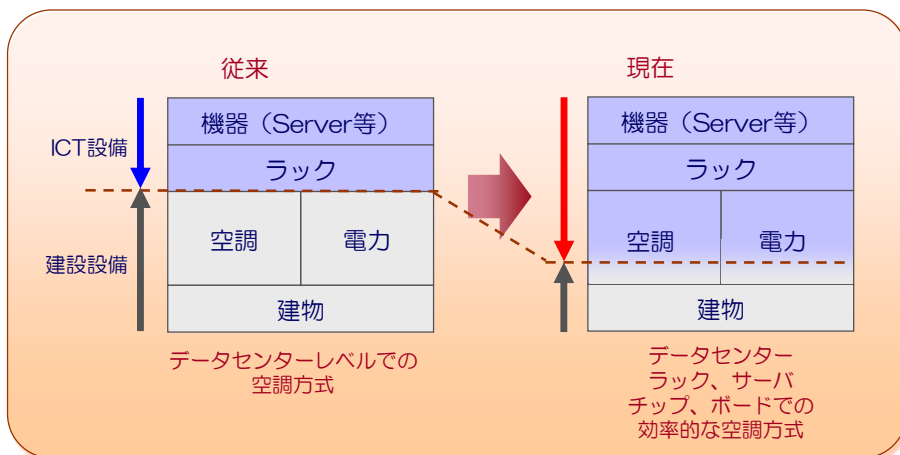 従来
ICT設備
建設設備
機器（Server等）
ラック
空調
電力
建物
データセンターレベルでの
空調方式
現在
機器（Server等）
ラック
空調
電力
建物
データセンター
ラック、サーバ
チップ、ボードでの
効率的な空調方式